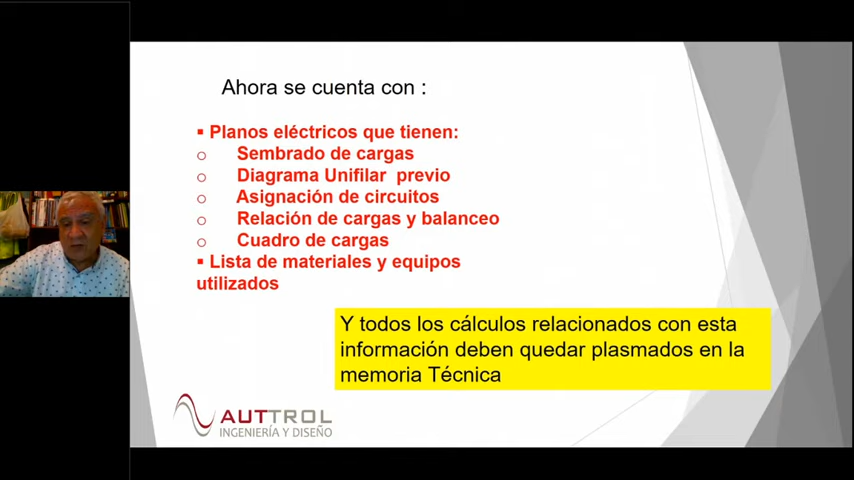 Ahora se cuenta con :
▪ Planos eléctricos que tienen:
o Sembrado de cargas
o Diagrama Unifilar previo
o Asignación de circuitos
o Relación de cargas y balanceo
o Cuadro de cargas
▪ Lista de materiales y equipos
utilizados
Y todos los cálculos relacionados con esta
información deben quedar plasmados en la
memoria Técnica
AUTTROL
INGENIERÍA Y DISEÑO